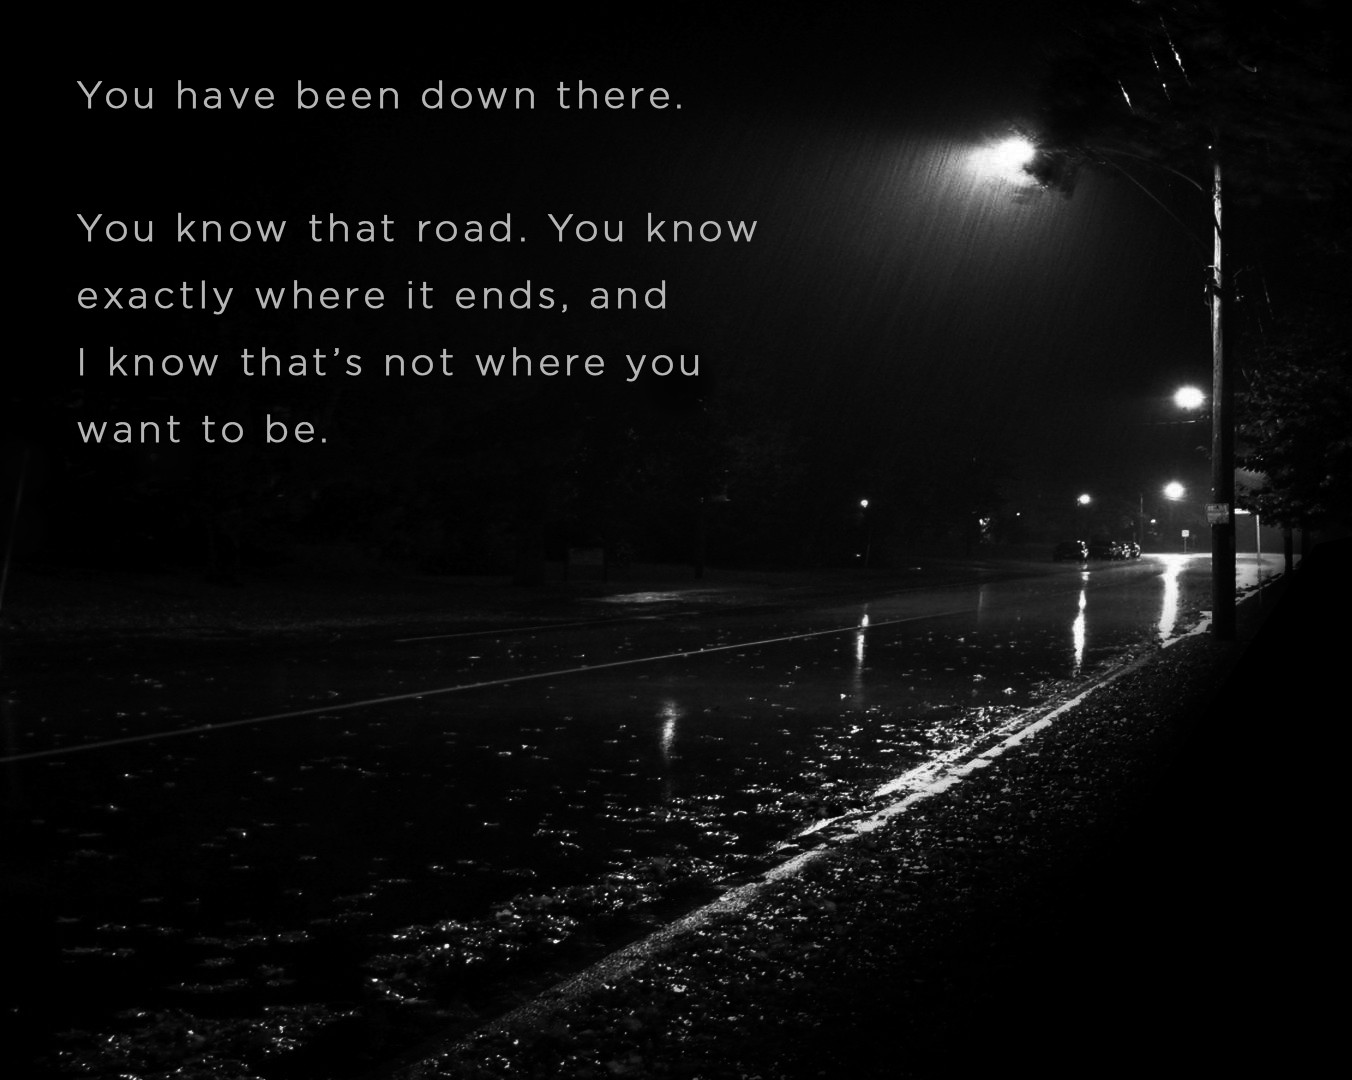 You have been down there.
You know that road. You know
exactly where it ends, and
I know that’s not where you
want to be.